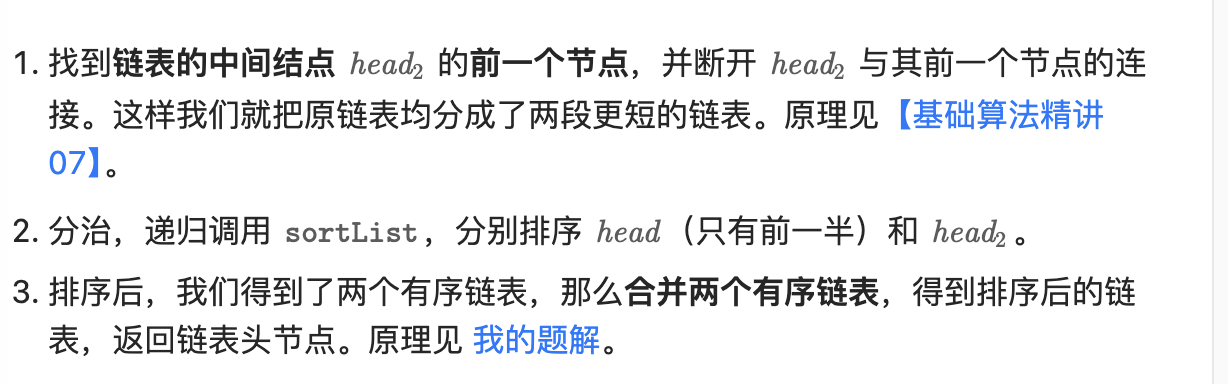 1. 找到链表的中间结点 head₂ 的前一个节点，并断开 head₂ 与其前一个节点的连
接。这样我们就把原链表均分成了两段更短的链表。原理见【基础算法精讲
07】。
2. 分治，递归调用 sortList，分别排序 head（只有前一半）和 head₂。
3. 排序后，我们得到了两个有序链表，那么合并两个有序链表，得到排序后的链
表，返回链表头节点。原理见 我的题解。